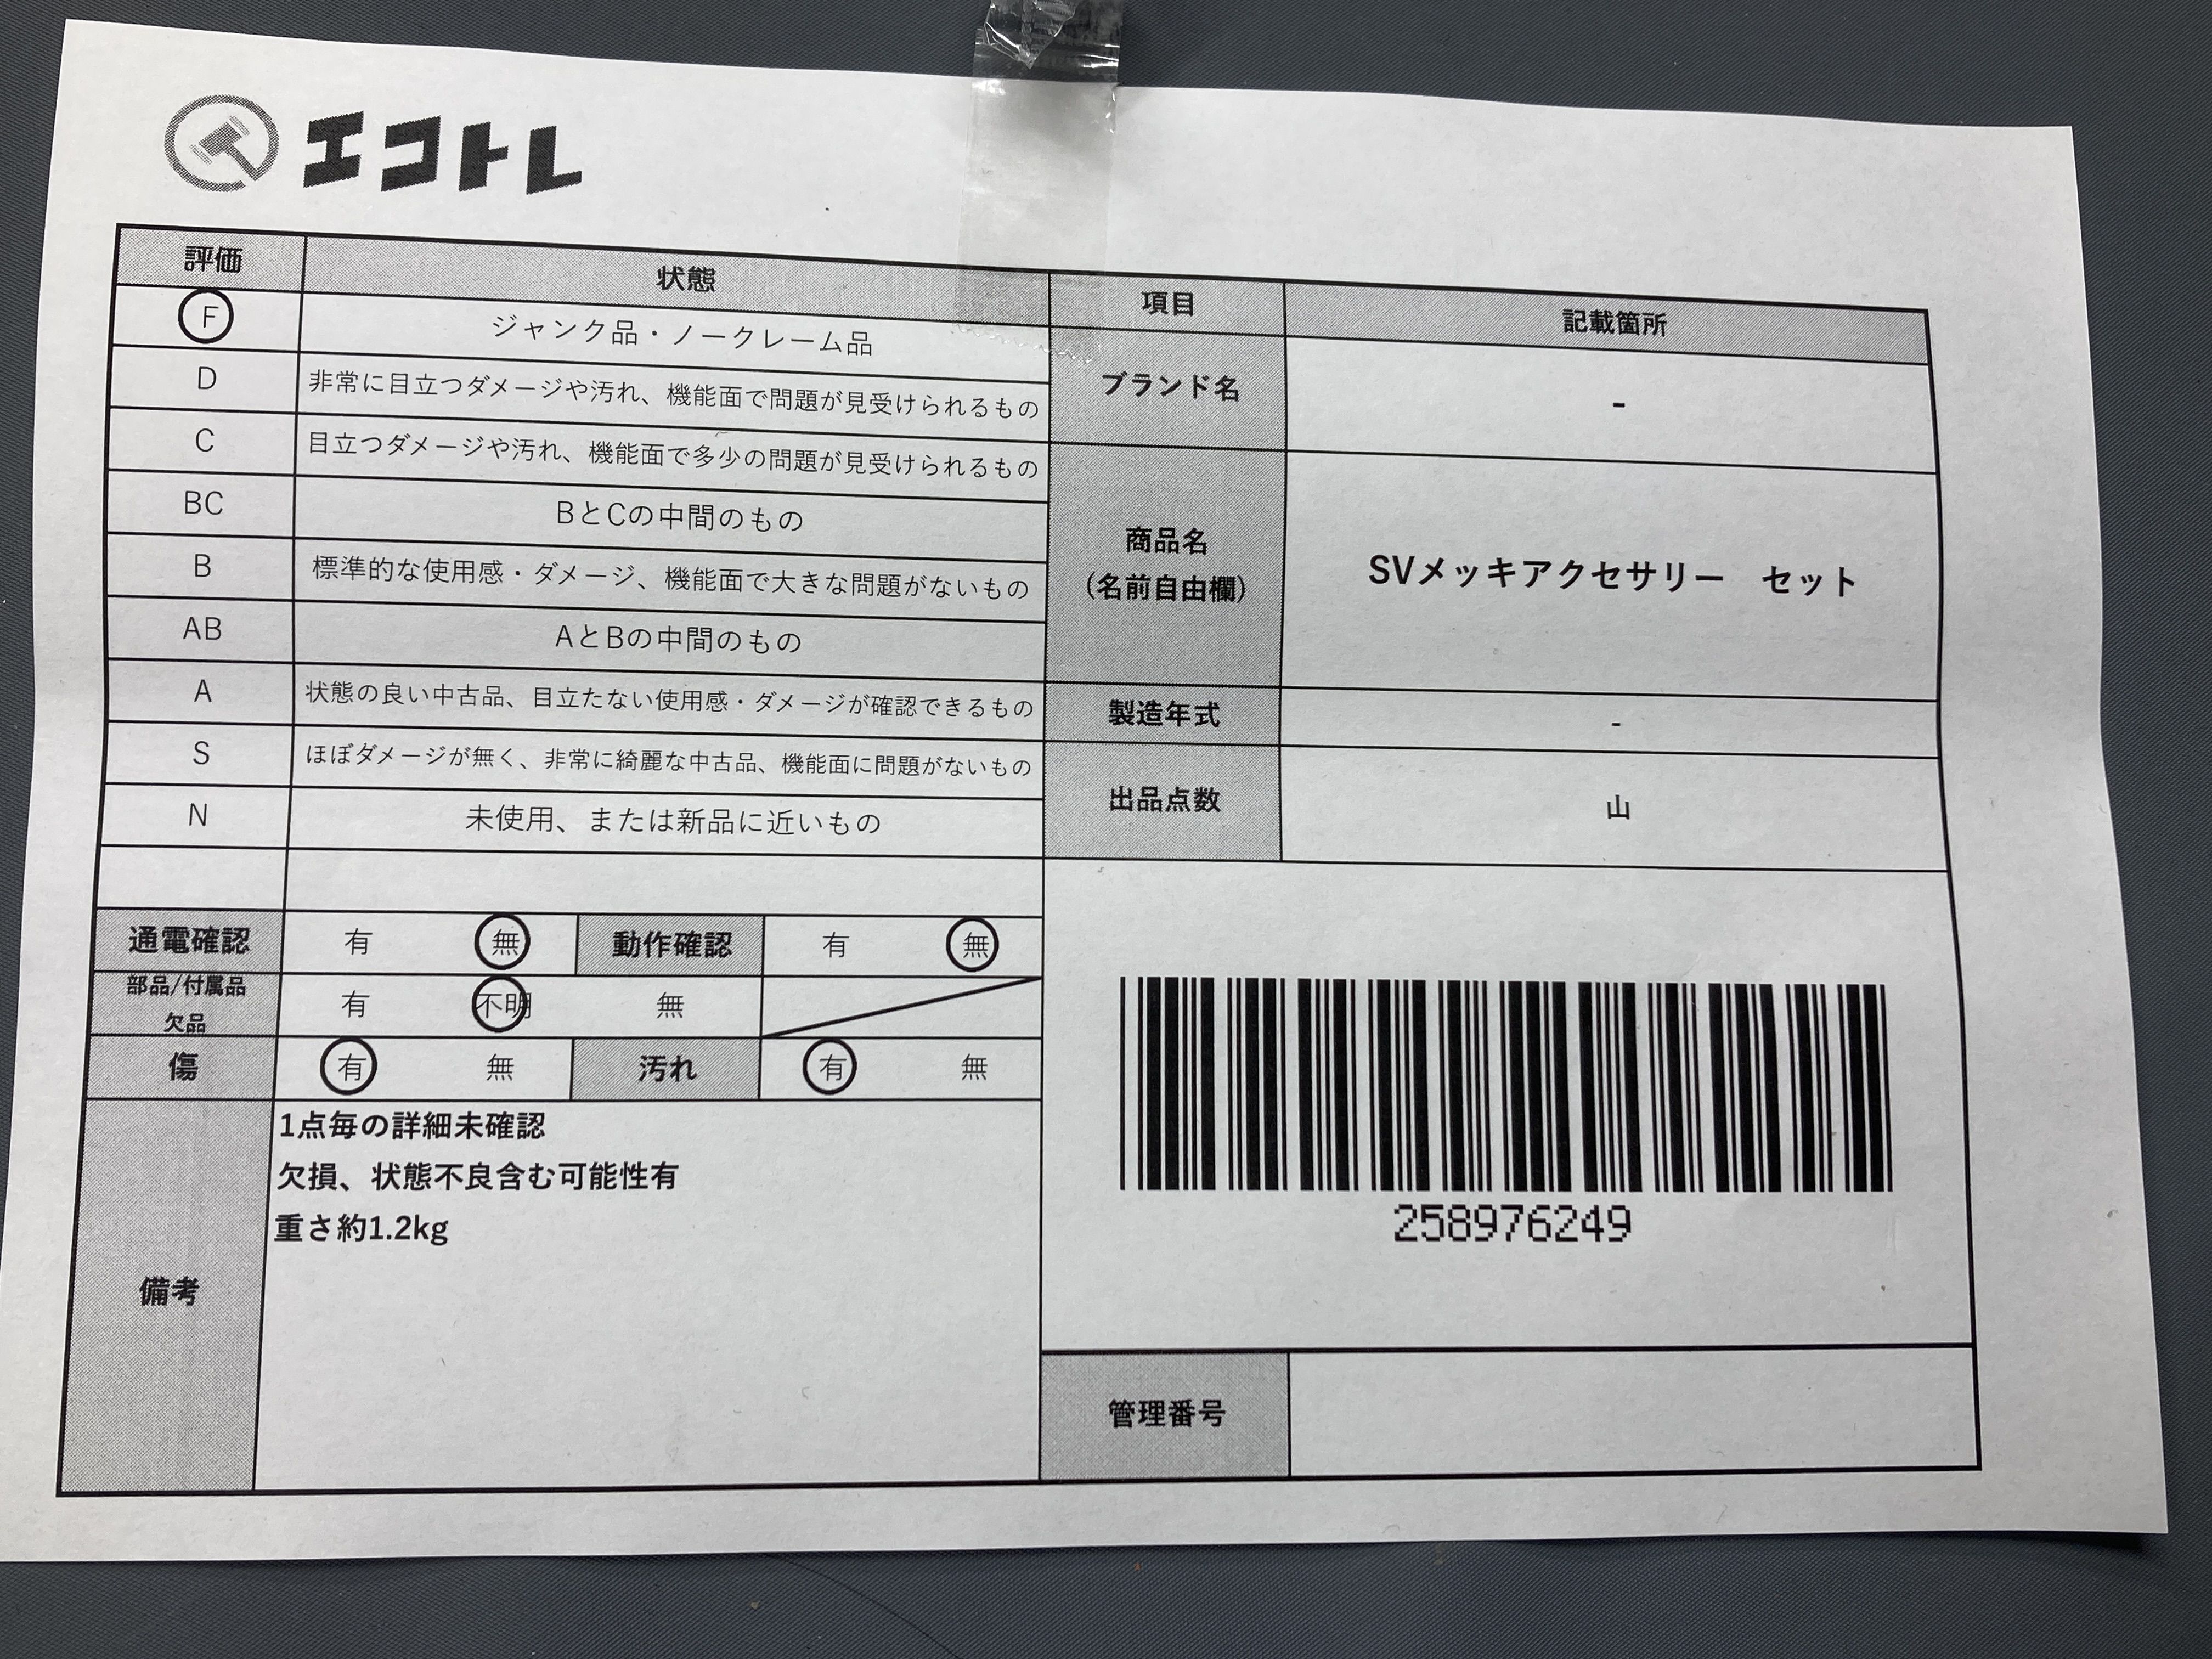 エコトレ
評価 状態
F ジャンク品・ノークレーム品
D 非常に目立つダメージや汚れ、機能面で問題が見受けられるもの
C 目立つダメージや汚れ、機能面で多少の問題が見受けられるもの
BC BとCの中間のもの
B 標準的な使用感・ダメージ、機能面で大きな問題がないもの
AB AとBの中間のもの
A 状態の良い中古品、目立たない使用感・ダメージが確認できるもの
S ほぼダメージが無く、非常に綺麗な中古品、機能面に問題がないもの
N 未使用、または新品に近いもの
通電確認 有 無 動作確認 有 無
部品/付属品
欠品 有 不明 無
傷 有 無 汚れ 有 無
備考
1点毎の詳細未確認
欠損、状態不良含む可能性有
重さ約1.2kg
項目 記載箇所
ブランド名 -
商品名
(名前自由欄) SVメッキアクセサリー　セット
製造年式 -
出品点数 山
258976249
管理番号